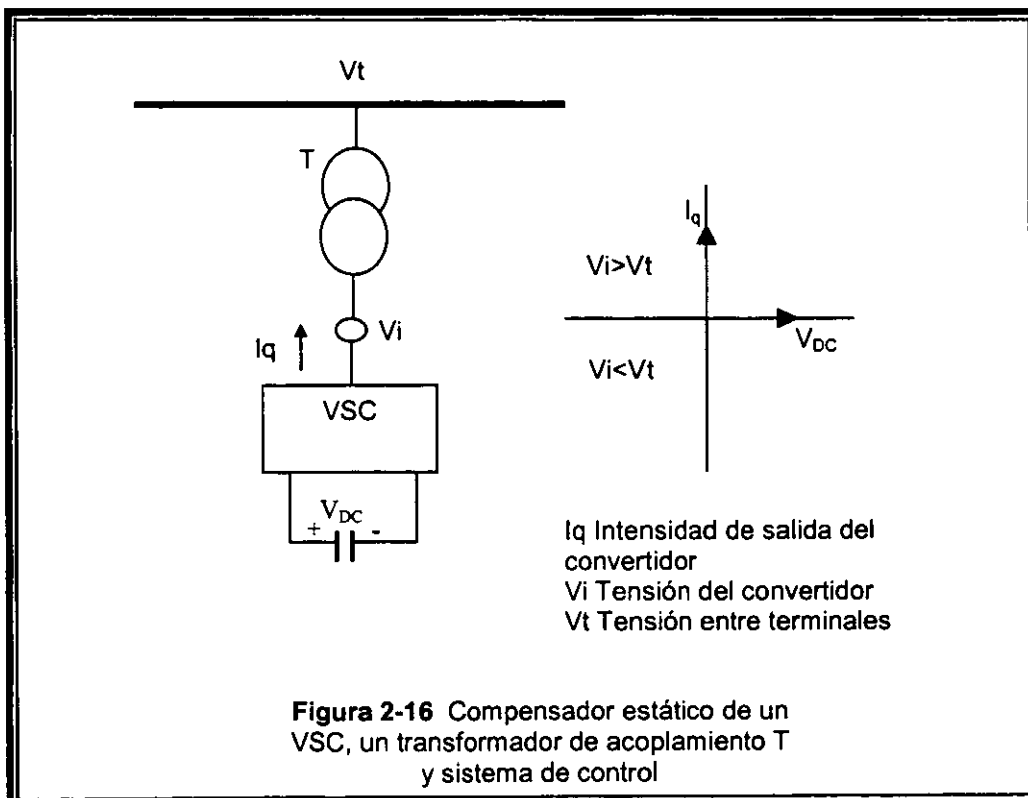 Vt
T
Iq
Vi>Vt
Vi
VDC
Iq
Vi<Vt
VSC
VDC
+ -
Iq Intensidad de salida del
convertidor
Vi Tensión del convertidor
Vt Tensión entre terminales
Figura 2-16 Compensador estático de un
VSC, un transformador de acoplamiento T
y sistema de control